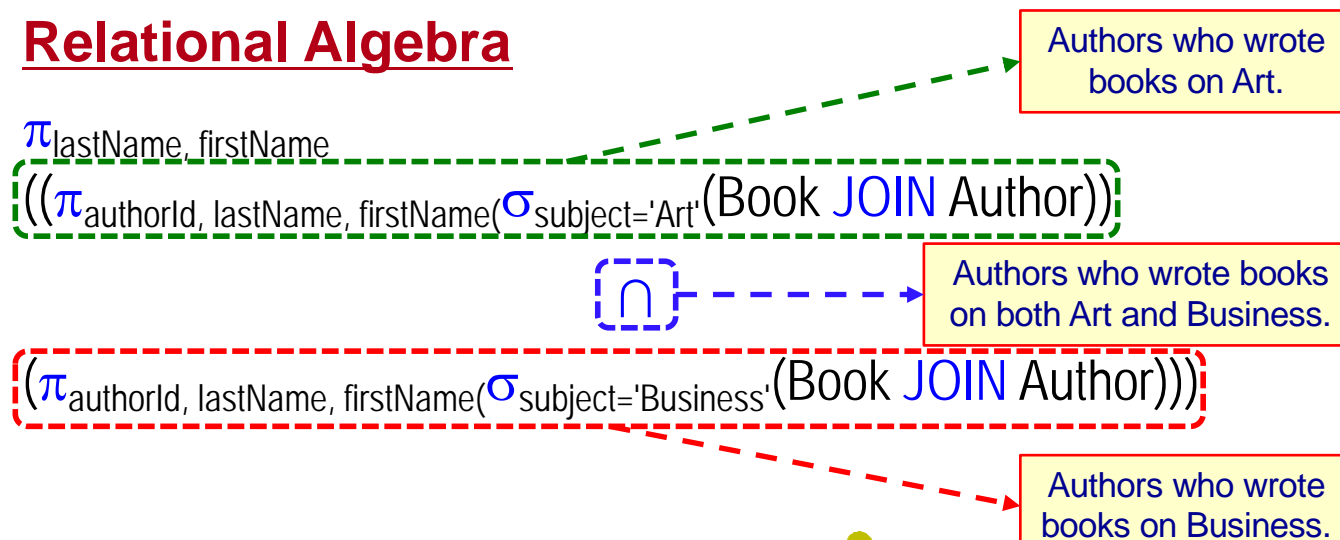 Relational Algebra
Authors who wrote
books on Art.
πlastName, firstName
((πauthorId, lastName, firstName(σsubject='Art'(Book JOIN Author))
∩
Authors who wrote books
on both Art and Business.
(πauthorId, lastName, firstName(σsubject='Business'(Book JOIN Author)))
Authors who wrote
books on Business.